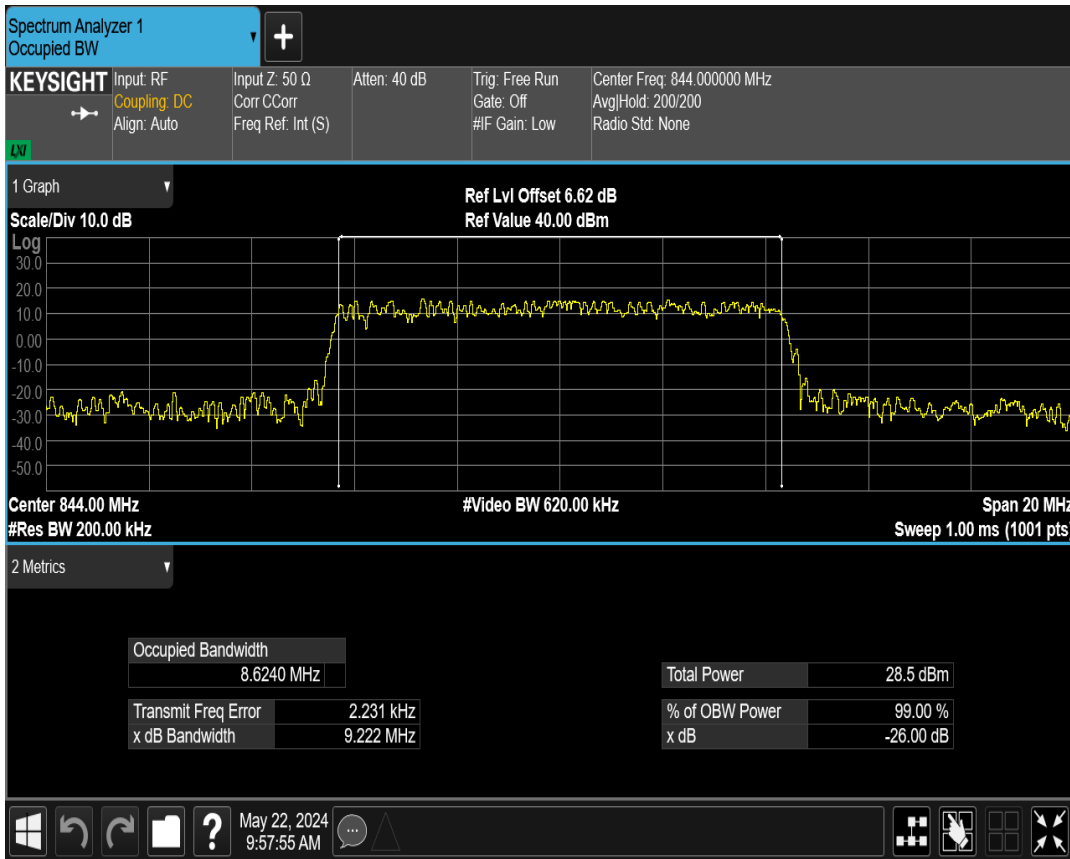 Spectrum Analyzer 1
Occupied BW
KEYSIGHT
LXI
Input: RF
Coupling: DC
Align: Auto
Input Z: 50 Ω
Corr CCorr
Freq Ref: Int (S)
Atten: 40 dB
Trig: Free Run
Gate: Off
#IF Gain: Low
Center Freq: 844.000000 MHz
Avg|Hold: 200/200
Radio Std: None
1 Graph
Scale/Div 10.0 dB
Ref Lvl Offset 6.62 dB
Ref Value 40.00 dBm
Log
30.0
20.0
10.0
0.00
-10.0
-20.0
-30.0
-40.0
-50.0
Center 844.00 MHz
#Video BW 620.00 kHz
Span 20 MHz
#Res BW 200.00 kHz
Sweep 1.00 ms (1001 pts)
2 Metrics
Occupied Bandwidth
8.6240 MHz
Total Power 28.5 dBm
Transmit Freq Error 2.231 kHz
% of OBW Power 99.00 %
x dB Bandwidth 9.222 MHz
x dB -26.00 dB
?
May 22, 2024
9:57:55 AM